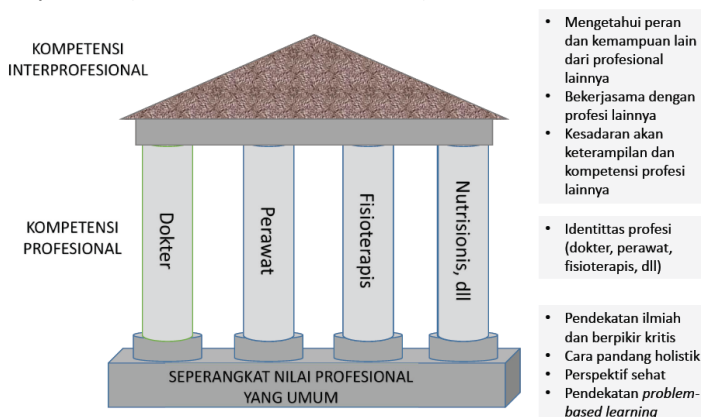 KOMPETENSI
INTERPROFESIONAL
• Mengetahui peran
dan kemampuan lain
dari profesional
lainnya
• Bekerjasama dengan
profesi lainnya
• Kesadaran akan
keterampilan dan
kompetensi profesi
lainnya
KOMPETENSI
PROFESIONAL
Dokter
Perawat
Fisioterapis
Nutrisionis, dll
• Identittas profesi
(dokter, perawat,
fisioterapis, dll)
SEPERANGKAT NILAI PROFESIONAL
YANG UMUM
• Pendekatan ilmiah
dan berpikir kritis
• Cara pandang holistik
• Perspektif sehat
• Pendekatan problem-
based learning